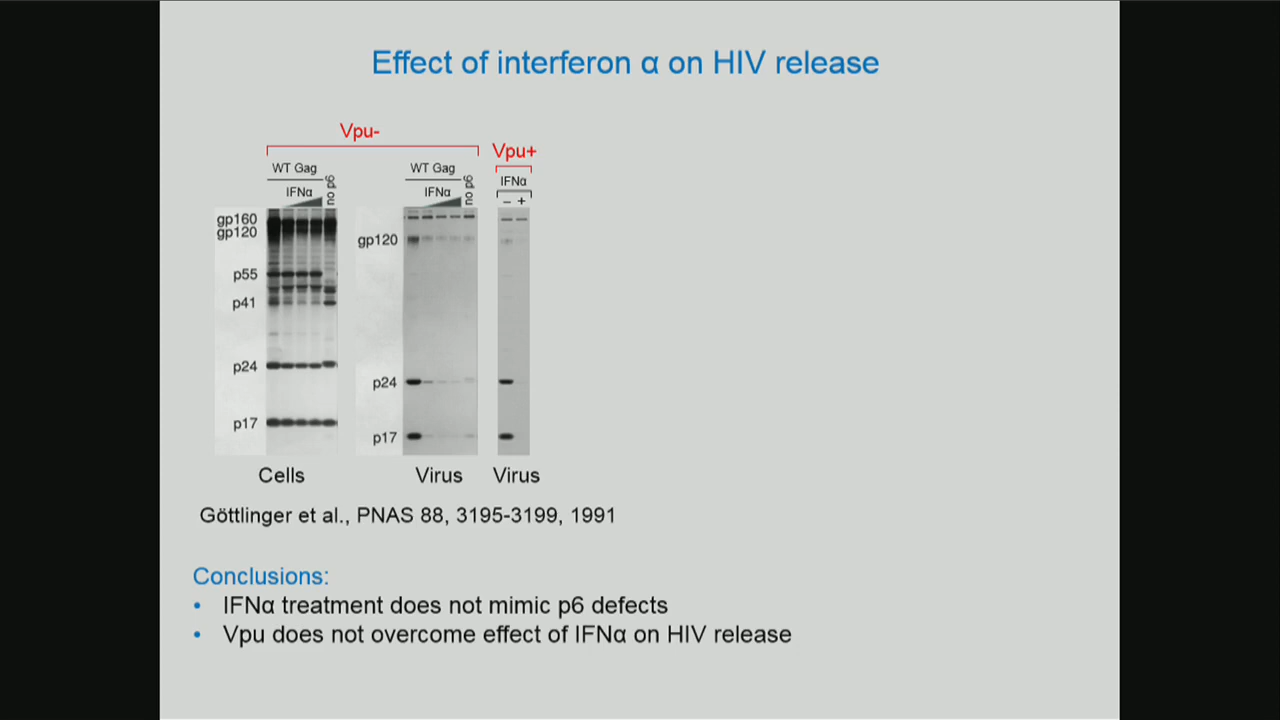 Effect of interferon α on HIV release
Vpu-
Vpu+
WT Gag
IFNα
no p6
WT Gag
IFNα
no p6
IFNα
– +
gp160
gp120
p55
p41
p24
p17
gp120
p24
p17
Cells
Virus
Virus
Göttlinger et al., PNAS 88, 3195-3199, 1991
Conclusions:
• IFNα treatment does not mimic p6 defects
• Vpu does not overcome effect of IFNα on HIV release